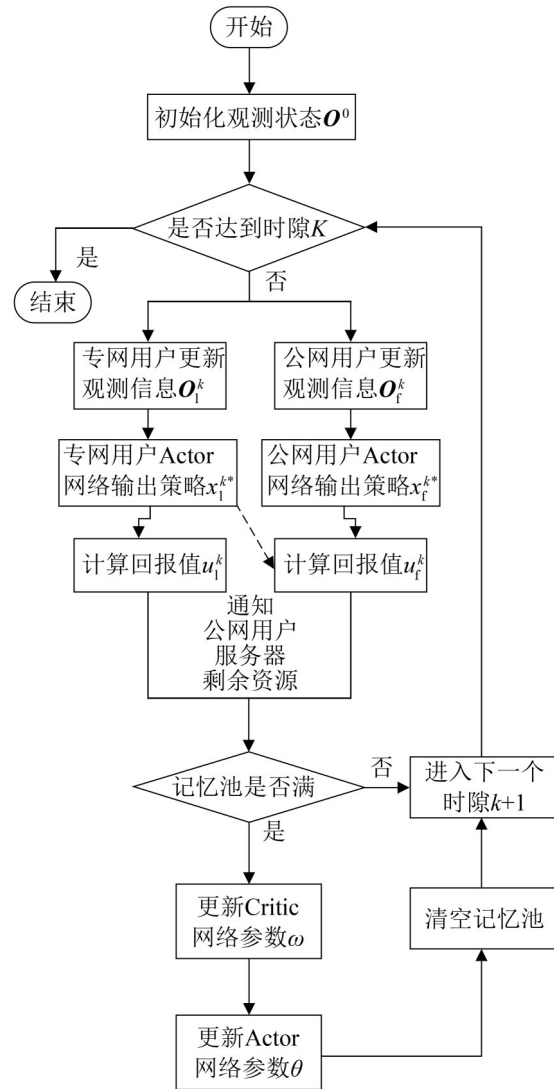 开始
初始化观测状态O⁰
是否达到时隙K
是
否
结束
专网用户更新
观测信息Oₗᵏ
公网用户更新
观测信息O_fᵏ
专网用户Actor
网络输出策略xₗᵏ*
公网用户Actor
网络输出策略x_fᵏ*
计算回报值uₗᵏ
计算回报值u_fᵏ
通知
公网用户
服务器
剩余资源
记忆池是否满
否
是
进入下一个
时隙k+1
更新Critic
网络参数ω
清空记忆池
更新Actor
网络参数θ